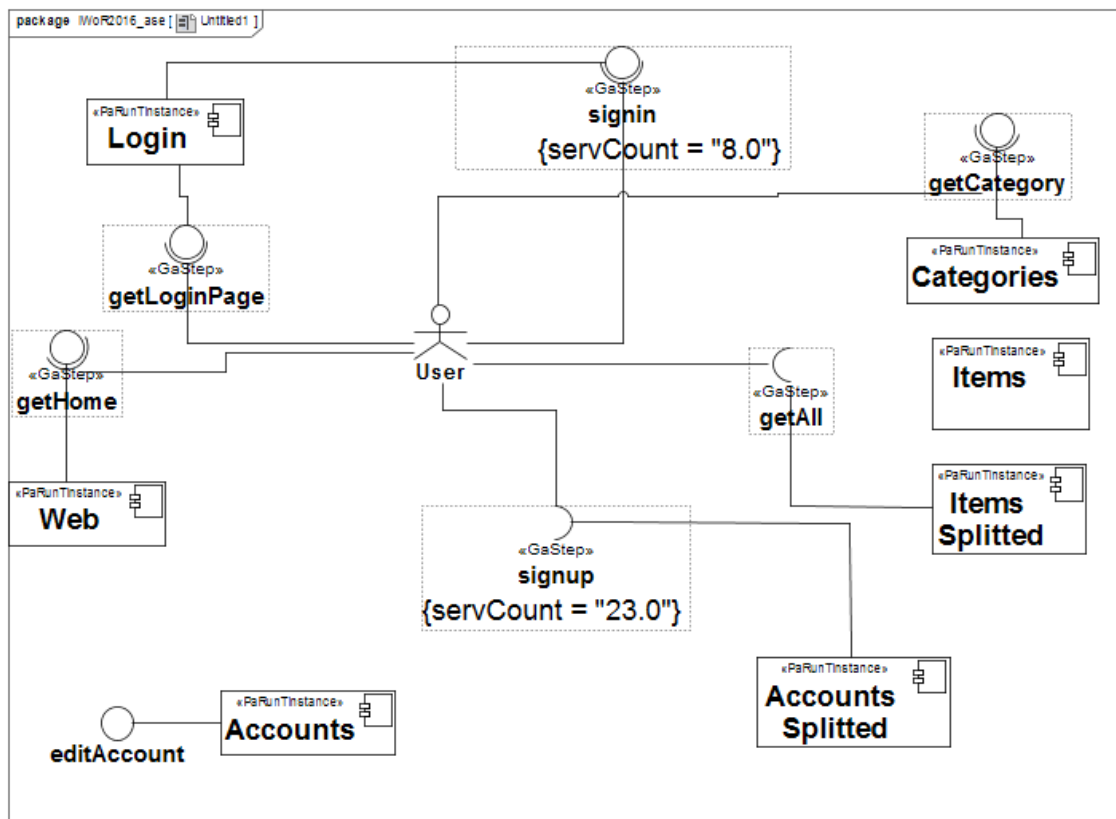 package IWoR2016_ase [ Untitled1 ]
«GaStep»
signin
{servCount = "8.0"}
«PaRunTInstance»
Login
«GaStep»
getCategory
«PaRunTInstance»
Categories
«GaStep»
getLoginPage
«GaStep»
getHome
User
«GaStep»
getAll
«PaRunTInstance»
Items
«PaRunTInstance»
Web
«PaRunTInstance»
Items
Splitted
«GaStep»
signup
{servCount = "23.0"}
«PaRunTInstance»
Accounts
Splitted
«PaRunTInstance»
Accounts
editAccount